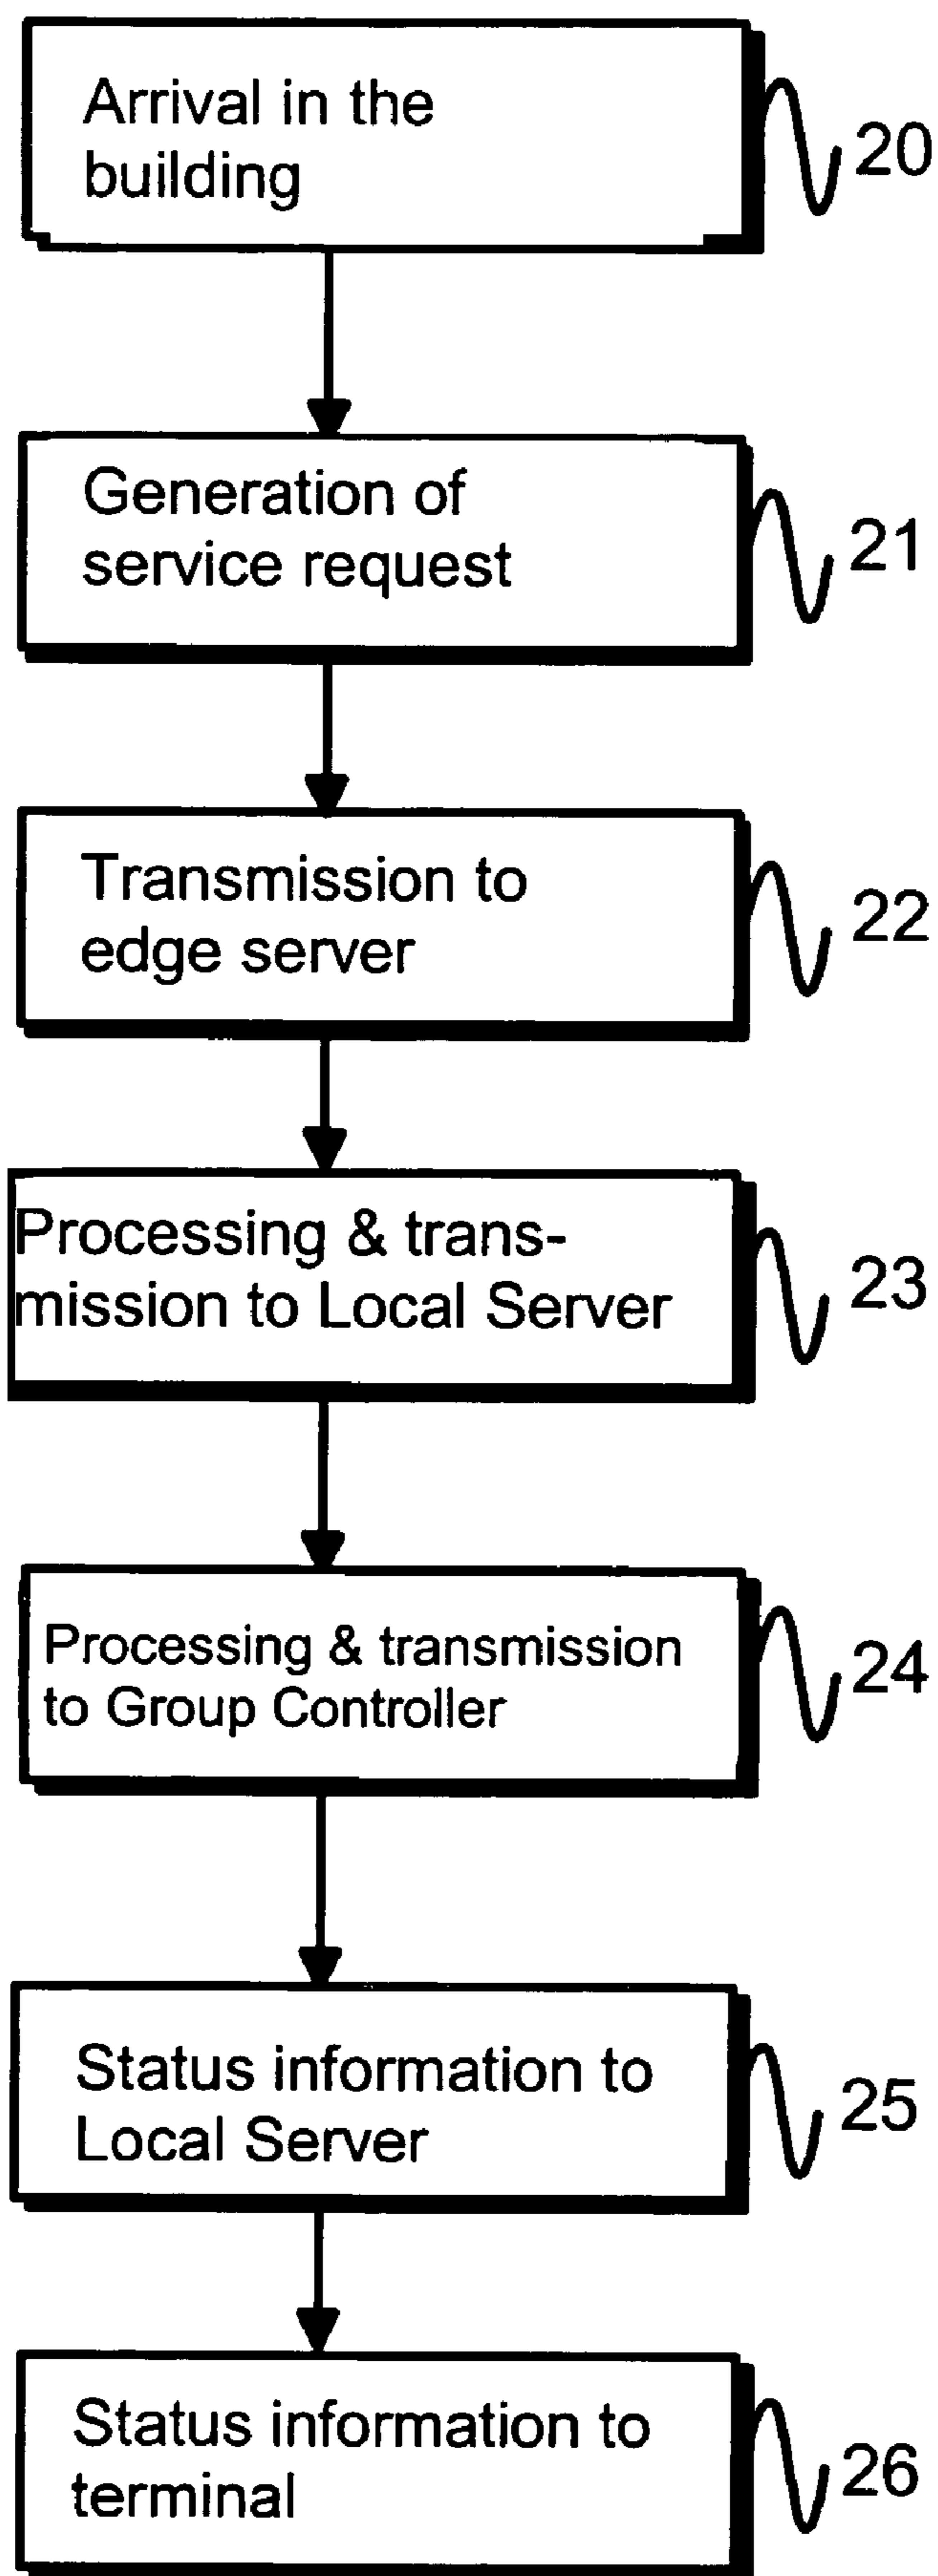 Arrival in the
building
20
Generation of
service request
21
Transmission to
edge server
22
Processing & trans-
mission to Local Server
23
Processing & transmission
to Group Controller
24
Status information to
Local Server
25
Status information to
terminal
26